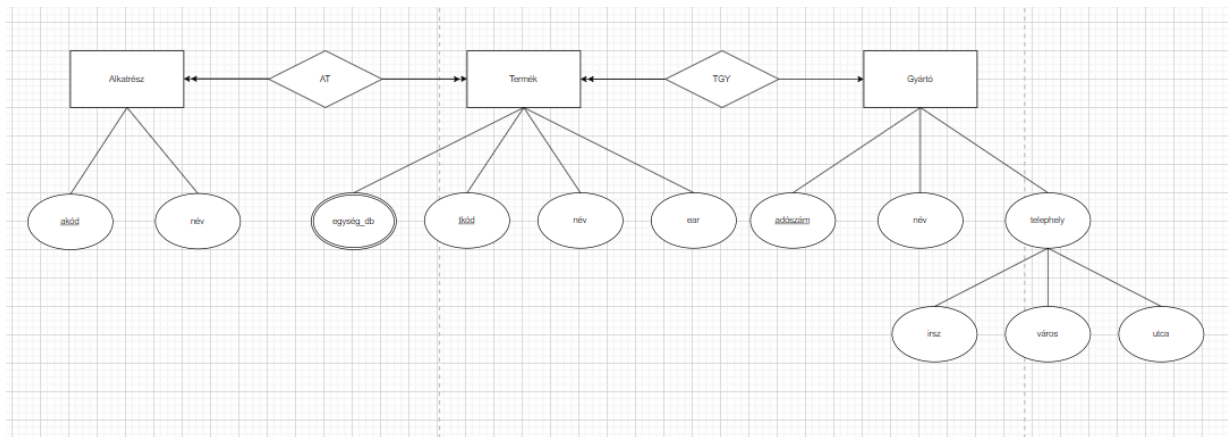 Alkatrész
AT
Termék
TGY
Gyártó
akód
név
egység_db
tkód
név
ear
adószám
név
telephely
irsz
város
utca